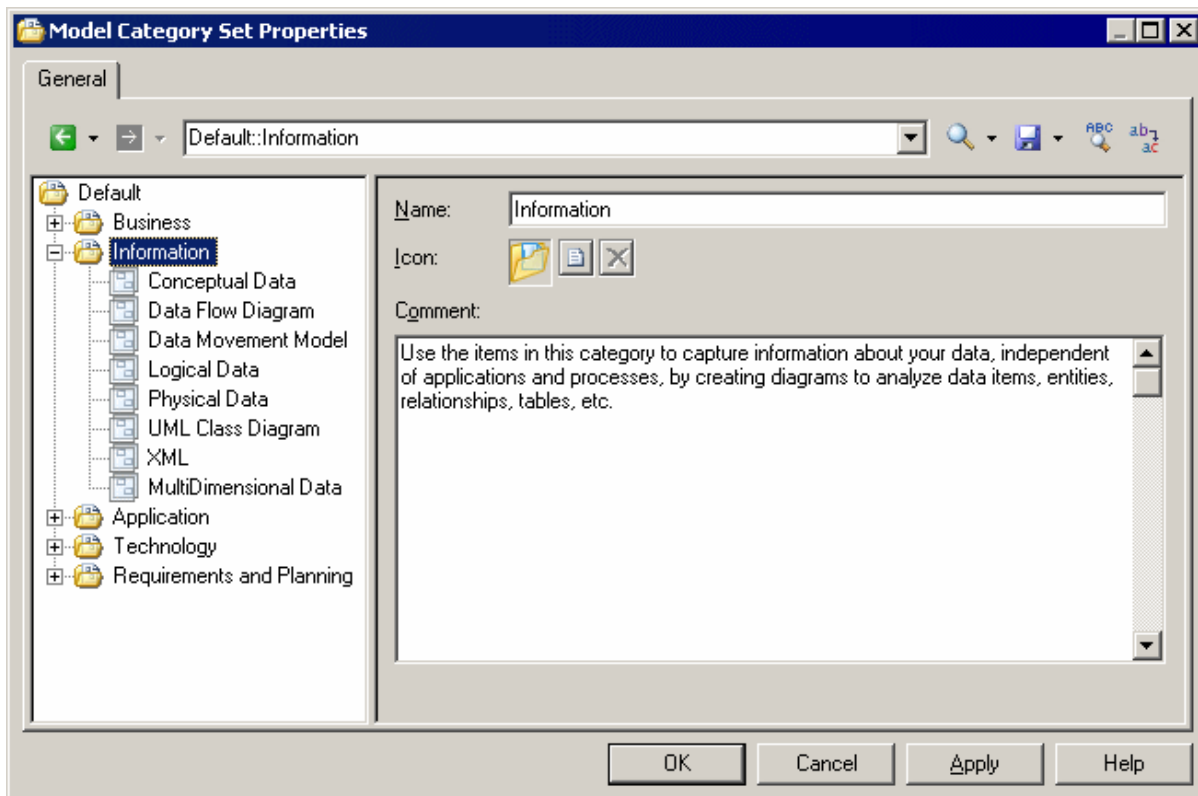 Model Category Set Properties
General
Default::Information
ABC
ab
ac
Default
Business
Information
Conceptual Data
Data Flow Diagram
Data Movement Model
Logical Data
Physical Data
UML Class Diagram
XML
MultiDimensional Data
Application
Technology
Requirements and Planning
Name: Information
Icon:
Comment:
Use the items in this category to capture information about your data, independent
of applications and processes, by creating diagrams to analyze data items, entities,
relationships, tables, etc.
OK Cancel Apply Help